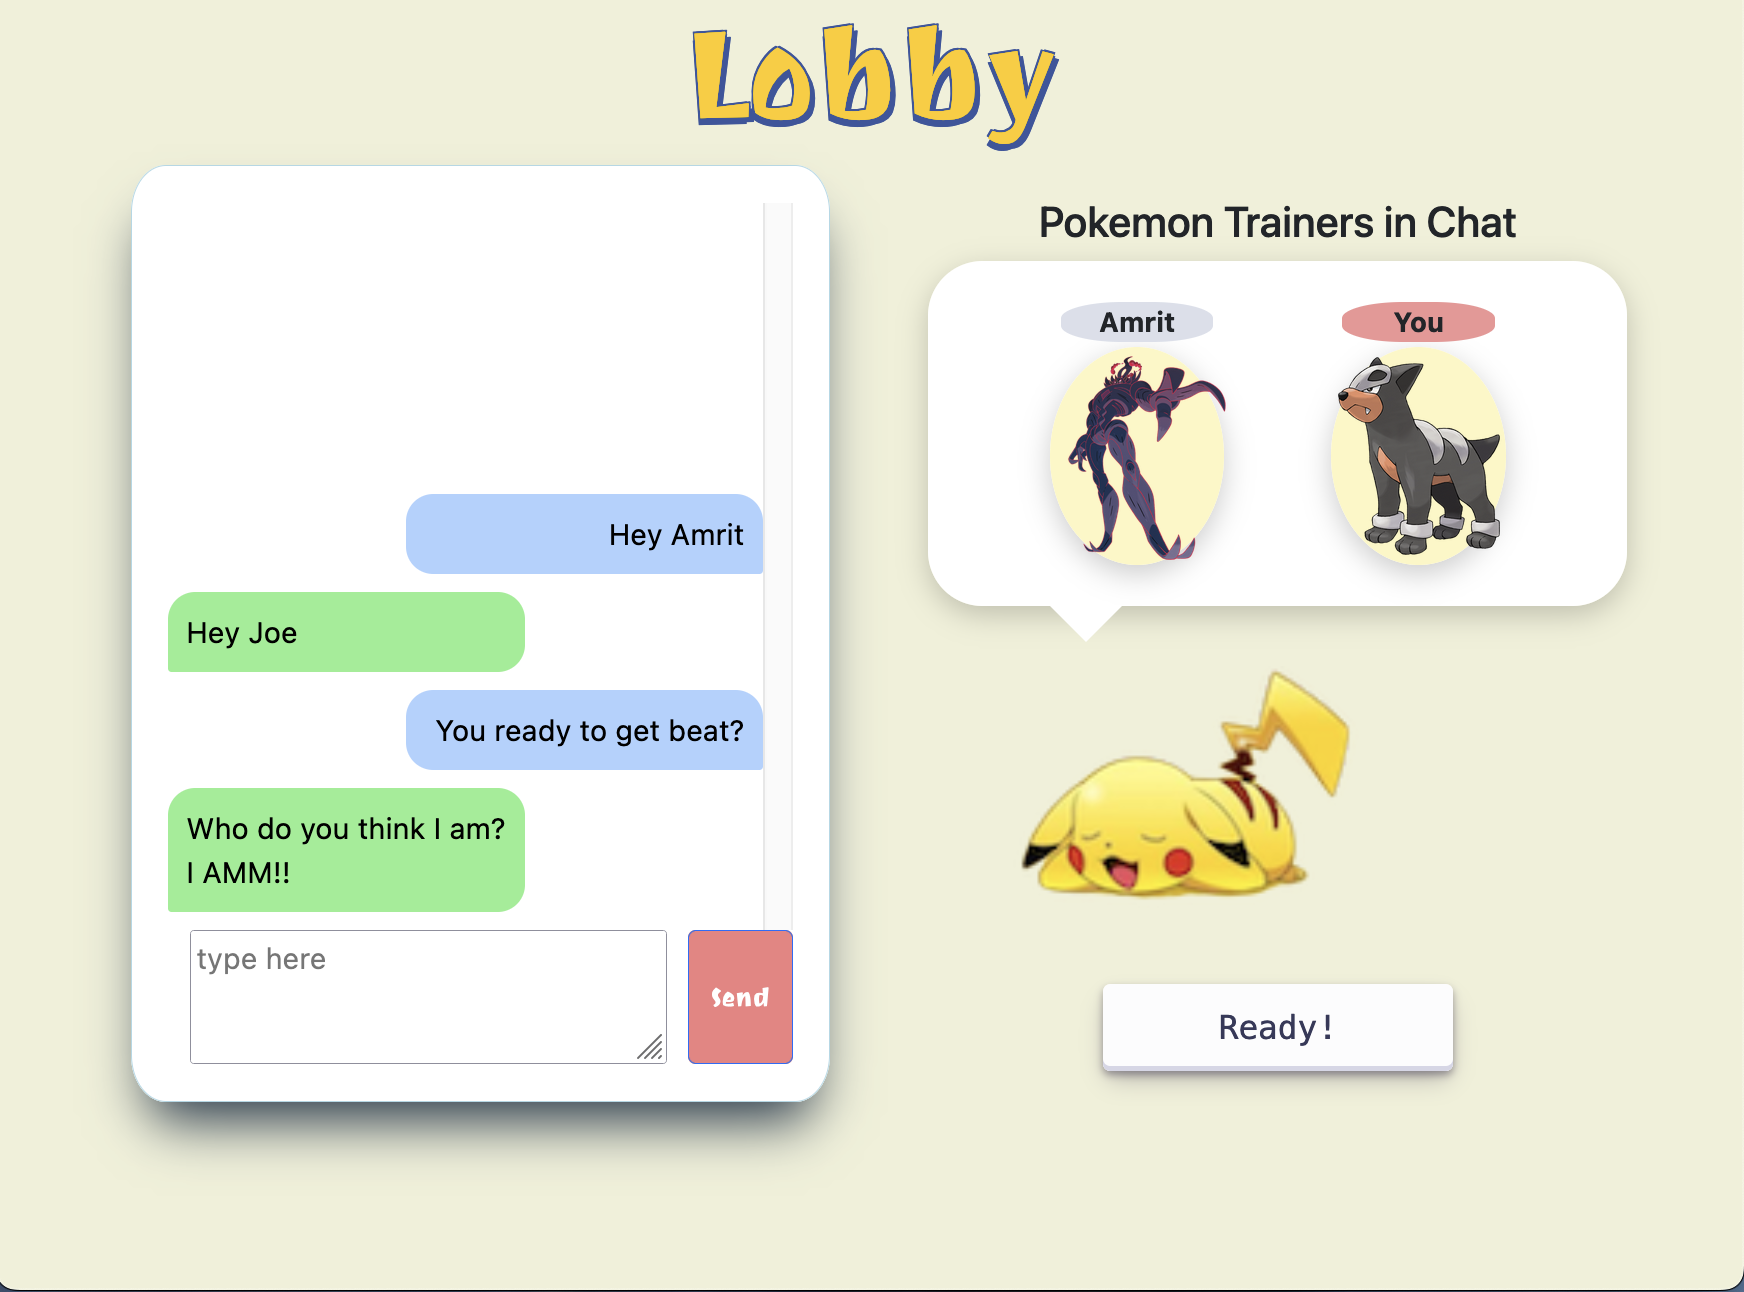 Lobby
Hey Amrit
Hey Joe
You ready to get beat?
Who do you think I am?
I AMM!!
type here
Send
Pokemon Trainers in Chat
Amrit
You
Ready!